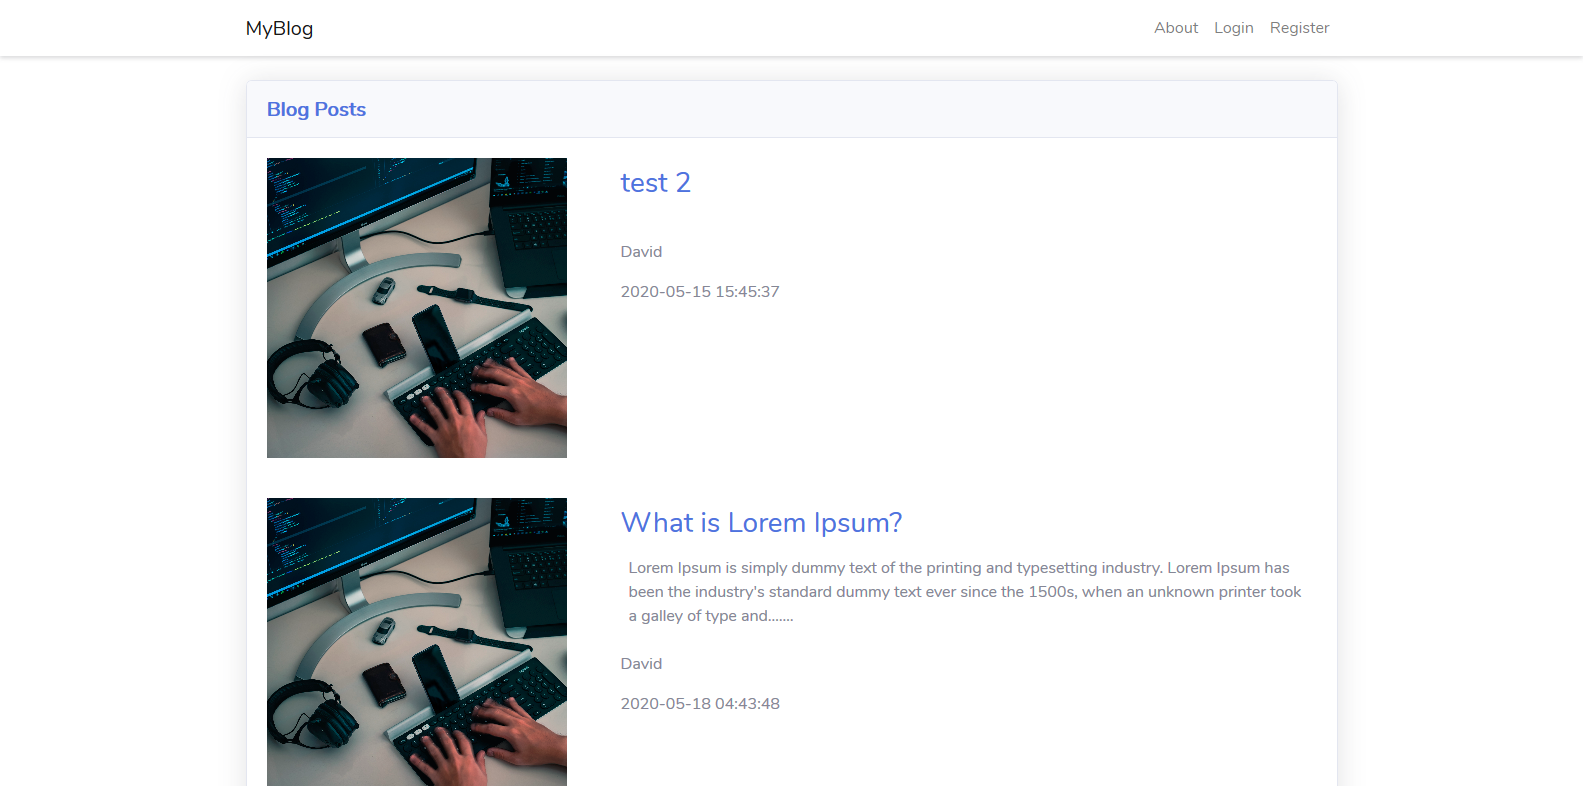 MyBlog
About Login Register
Blog Posts
test 2
David
2020-05-15 15:45:37
What is Lorem Ipsum?
Lorem Ipsum is simply dummy text of the printing and typesetting industry. Lorem Ipsum has
been the industry's standard dummy text ever since the 1500s, when an unknown printer took
a galley of type and.......
David
2020-05-18 04:43:48